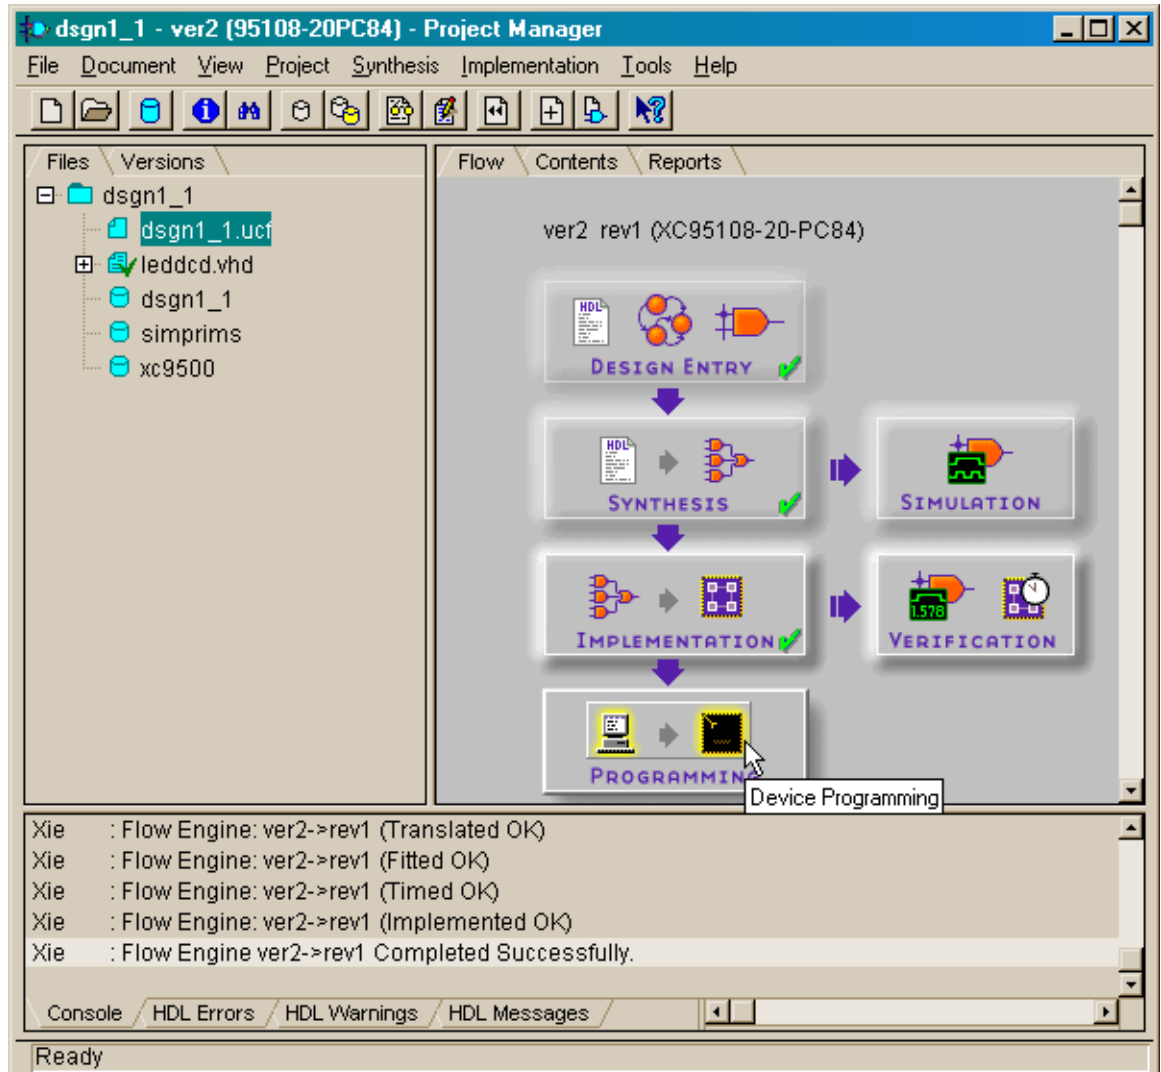 dsgn1_1 - ver2 (95108-20PC84) - Project Manager
File Document View Project Synthesis Implementation Tools Help
Files Versions
dsgn1_1
dsgn1_1.ucf
leddcd.vhd
dsgn1_1
simprims
xc9500
Flow Contents Reports
ver2 rev1 (XC95108-20-PC84)
HDL
DESIGN ENTRY
HDL
SYNTHESIS
SIMULATION
IMPLEMENTATION
1.578
VERIFICATION
PROGRAMMING
Device Programming
Xie : Flow Engine: ver2->rev1 (Translated OK)
Xie : Flow Engine: ver2->rev1 (Fitted OK)
Xie : Flow Engine: ver2->rev1 (Timed OK)
Xie : Flow Engine: ver2->rev1 (Implemented OK)
Xie : Flow Engine ver2->rev1 Completed Successfully.
Console HDL Errors HDL Warnings HDL Messages
Ready